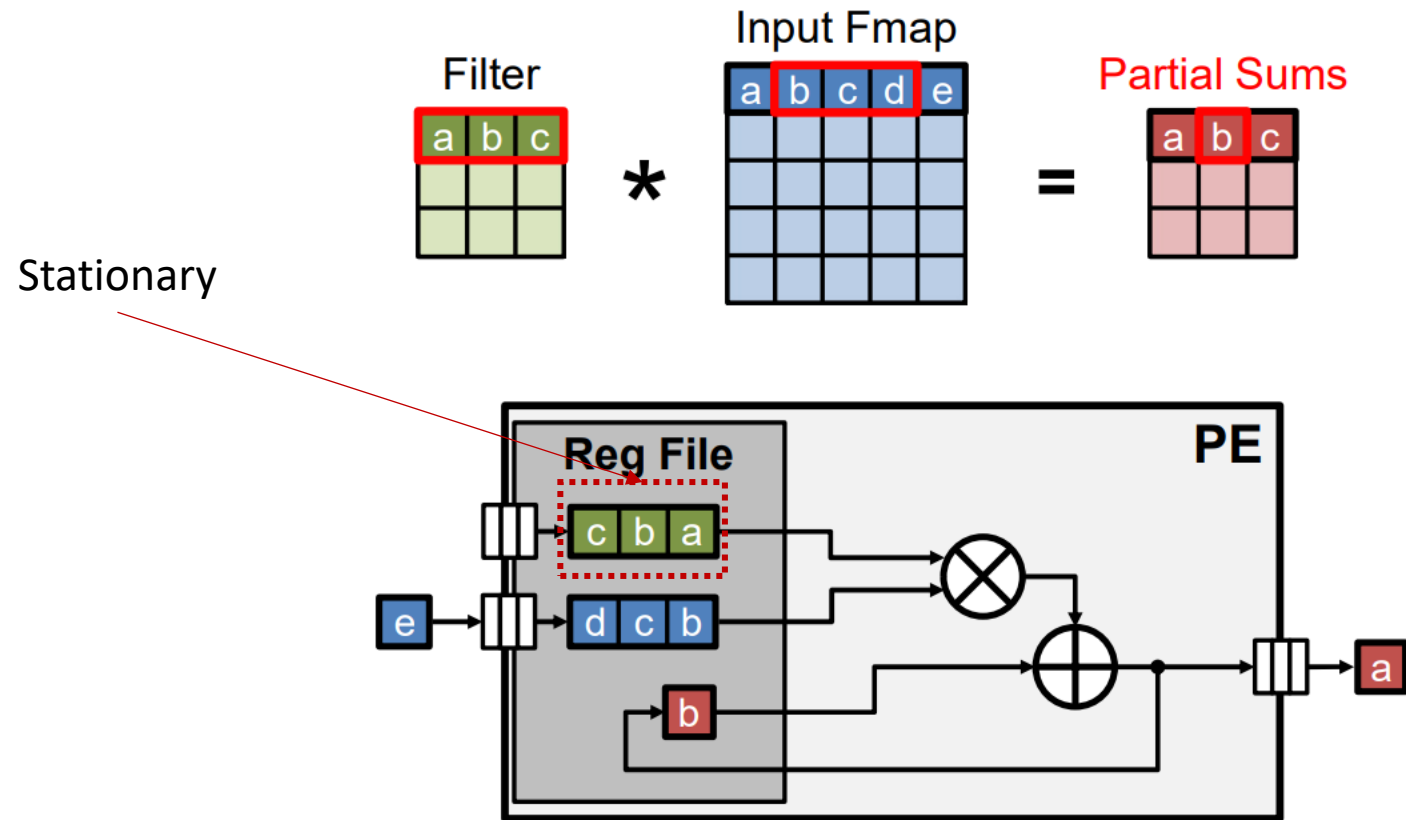 Input Fmap
Filter
Partial Sums
a b c d e
a b c
*
=
a b c
Stationary
Reg File
PE
c b a
e
d c b
b
a